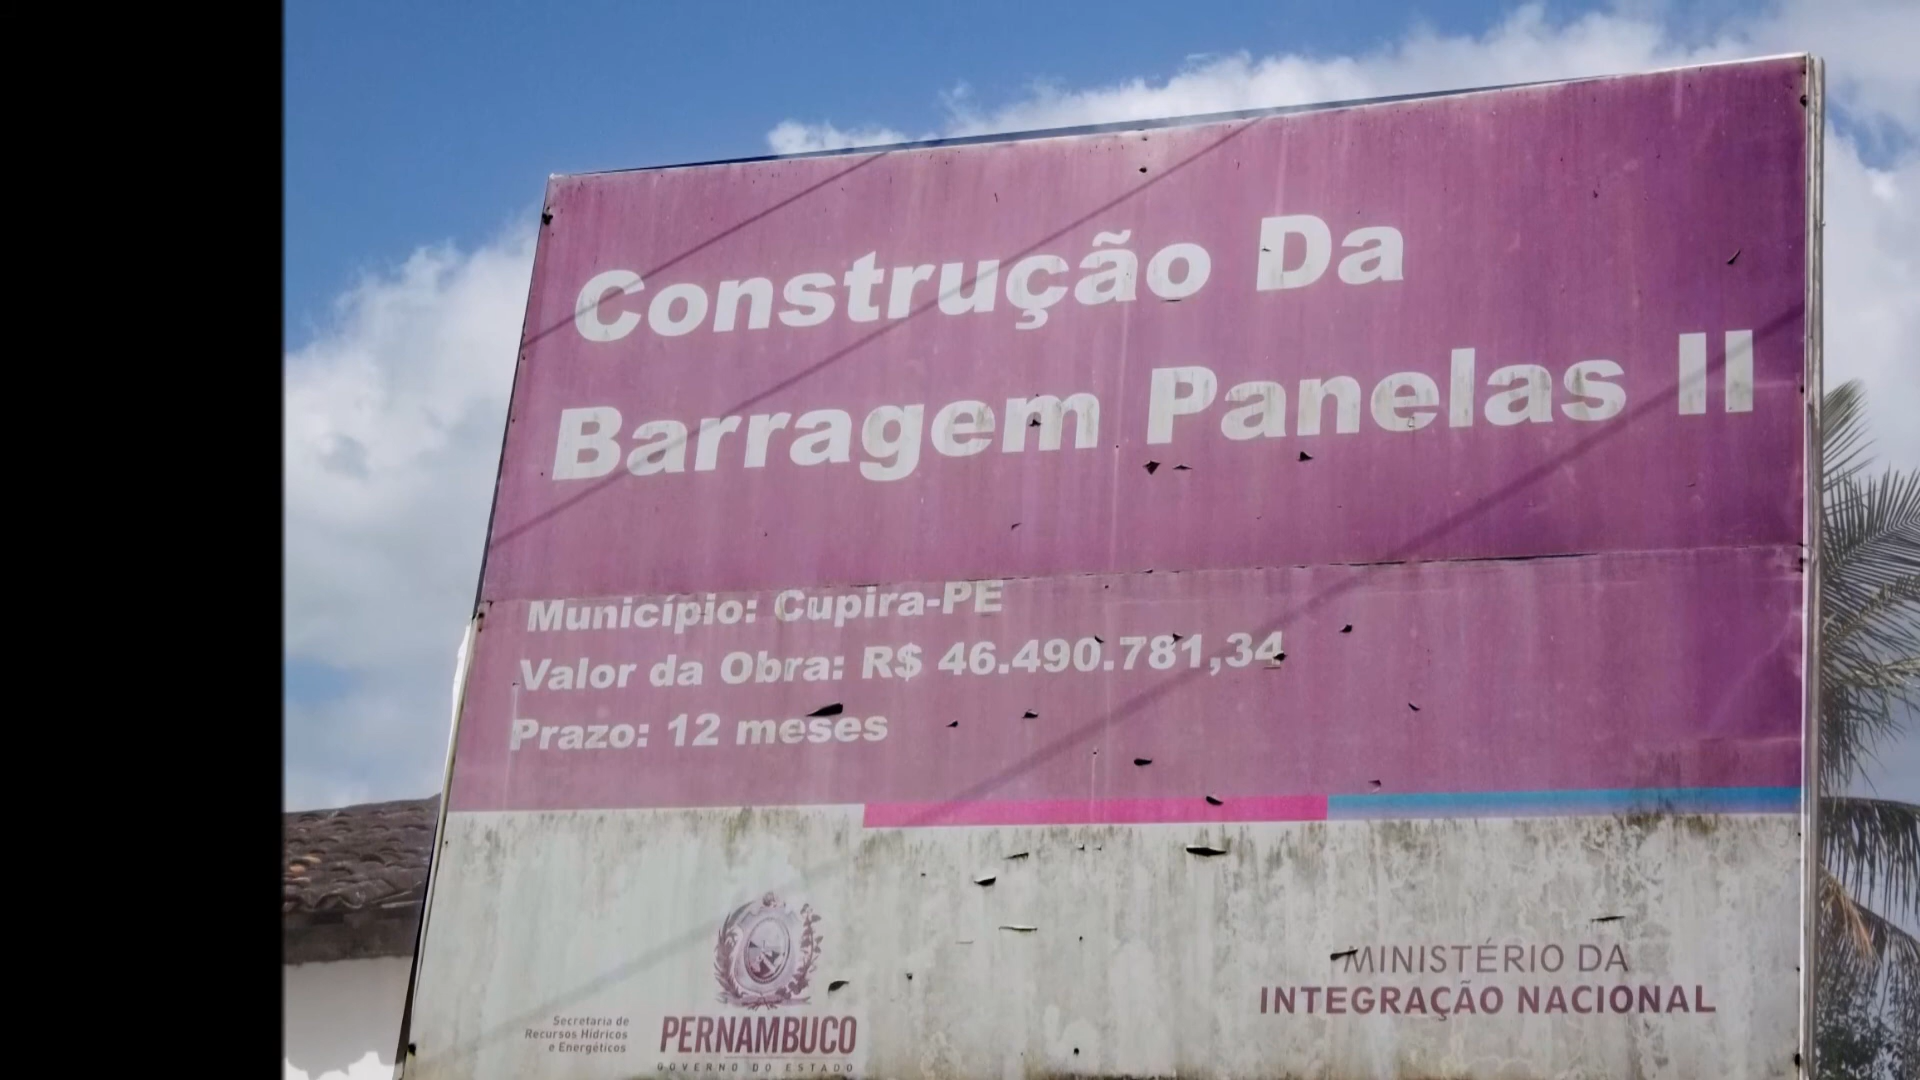 Construção Da
Barragem Panelas II
Município: Cupira-PE
Valor da Obra: R$ 46.490.781,34
Prazo: 12 meses
Secretaria de
Recursos Hídricos
e Energéticos
PERNAMBUCO
GOVERNO DO ESTADO
MINISTÉRIO DA
INTEGRAÇÃO NACIONAL